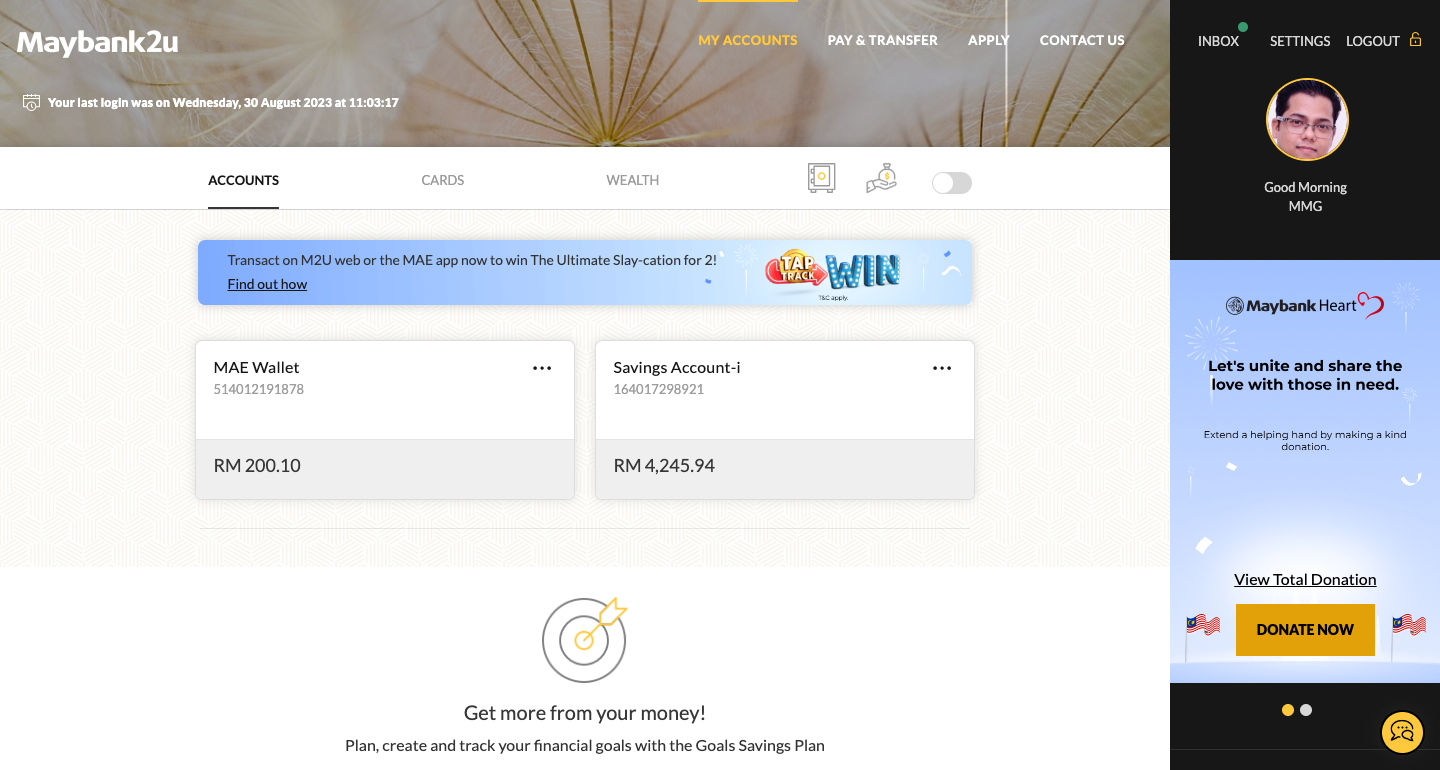 Maybank2u
MY ACCOUNTS PAY & TRANSFER APPLY CONTACT US
INBOX SETTINGS LOGOUT
Your last login was on Wednesday, 30 August 2023 at 11:03:17
Good Morning
MMG
ACCOUNTS CARDS WEALTH
Transact on M2U web or the MAE app now to win The Ultimate Slay-cation for 2!
Find out how
TAP
TRACK
WIN
T&C apply.
MAE Wallet
514012191878
RM 200.10
Savings Account-i
164017298921
RM 4,245.94
Get more from your money!
Plan, create and track your financial goals with the Goals Savings Plan
Maybank Heart
Let's unite and share the
love with those in need.
Extend a helping hand by making a kind
donation.
View Total Donation
DONATE NOW